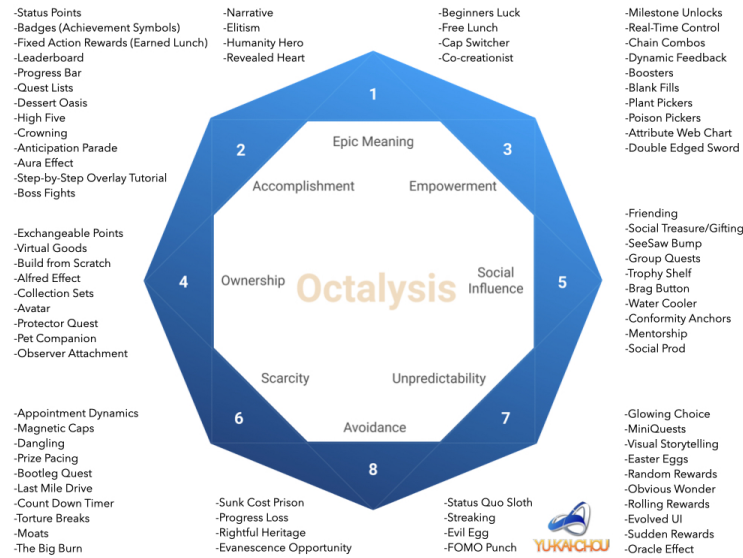 -Status Points
-Badges (Achievement Symbols)
-Fixed Action Rewards (Earned Lunch)
-Leaderboard
-Progress Bar
-Quest Lists
-Dessert Oasis
-High Five
-Crowning
-Anticipation Parade
-Aura Effect
-Step-by-Step Overlay Tutorial
-Boss Fights
-Narrative
-Elitism
-Humanity Hero
-Revealed Heart
-Beginners Luck
-Free Lunch
-Cap Switcher
-Co-creationist
-Milestone Unlocks
-Real-Time Control
-Chain Combos
-Dynamic Feedback
-Boosters
-Blank Fills
-Plant Pickers
-Poison Pickers
-Attribute Web Chart
-Double Edged Sword
1
Epic Meaning
2
Accomplishment
3
Empowerment
-Exchangeable Points
-Virtual Goods
-Build from Scratch
-Alfred Effect
-Collection Sets
-Avatar
-Protector Quest
-Pet Companion
-Observer Attachment
4
Ownership
Octalysis
Social
Influence
5
-Friending
-Social Treasure/Gifting
-SeeSaw Bump
-Group Quests
-Trophy Shelf
-Brag Button
-Water Cooler
-Conformity Anchors
-Mentorship
-Social Prod
Scarcity
6
Unpredictability
7
Avoidance
8
-Appointment Dynamics
-Magnetic Caps
-Dangling
-Prize Pacing
-Bootleg Quest
-Last Mile Drive
-Count Down Timer
-Torture Breaks
-Moats
-The Big Burn
-Sunk Cost Prison
-Progress Loss
-Rightful Heritage
-Evanescence Opportunity
-Status Quo Sloth
-Streaking
-Evil Egg
-FOMO Punch
YU-KAI CHOU
-Glowing Choice
-MiniQuests
-Visual Storytelling
-Easter Eggs
-Random Rewards
-Obvious Wonder
-Rolling Rewards
-Evolved UI
-Sudden Rewards
-Oracle Effect